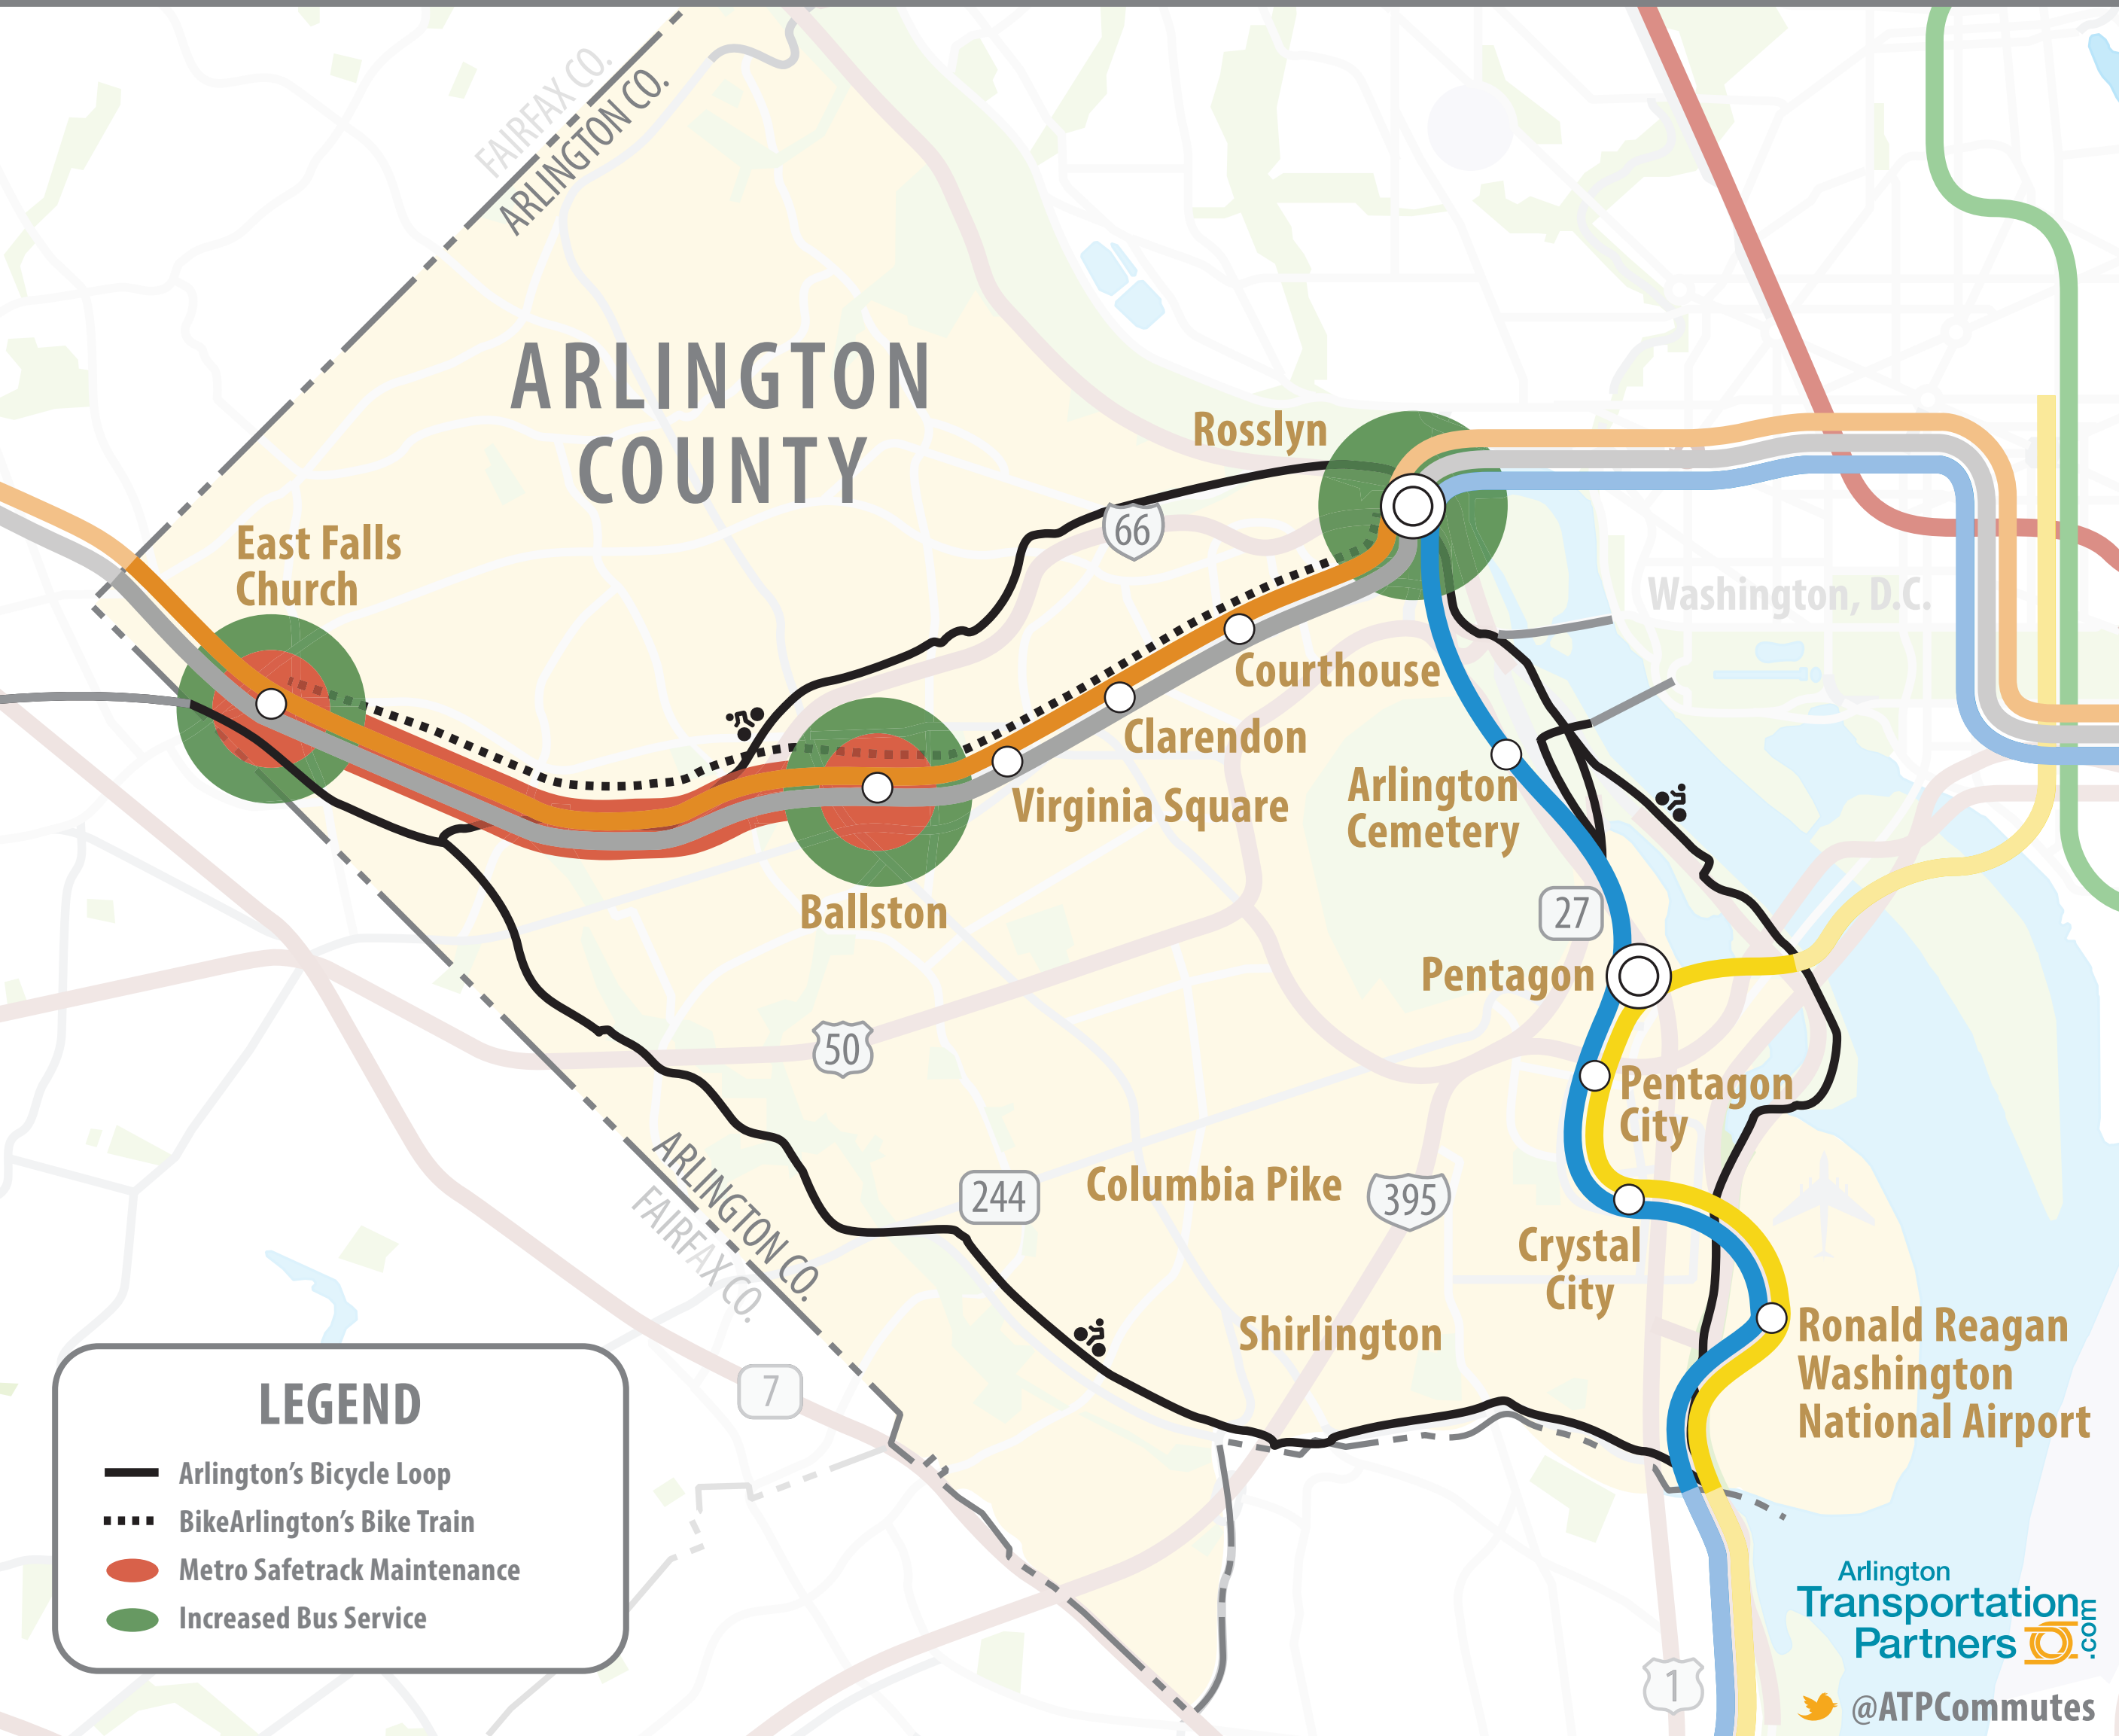 FAIRFAX CO.
ARLINGTON CO.
ARLINGTON
COUNTY
Rosslyn
66
East Falls
Church
Washington, D.C.
Courthouse
Clarendon
Virginia Square
Arlington
Cemetery
Ballston
27
Pentagon
50
Pentagon
City
ARLINGTON CO.
FAIRFAX CO.
244
Columbia Pike
395
Crystal
City
Shirlington
Ronald Reagan
Washington
National Airport
7
LEGEND
Arlington's Bicycle Loop
BikeArlington's Bike Train
Metro Safetrack Maintenance
Increased Bus Service
1
Arlington
Transportation
Partners
.com
@ATPCommutes